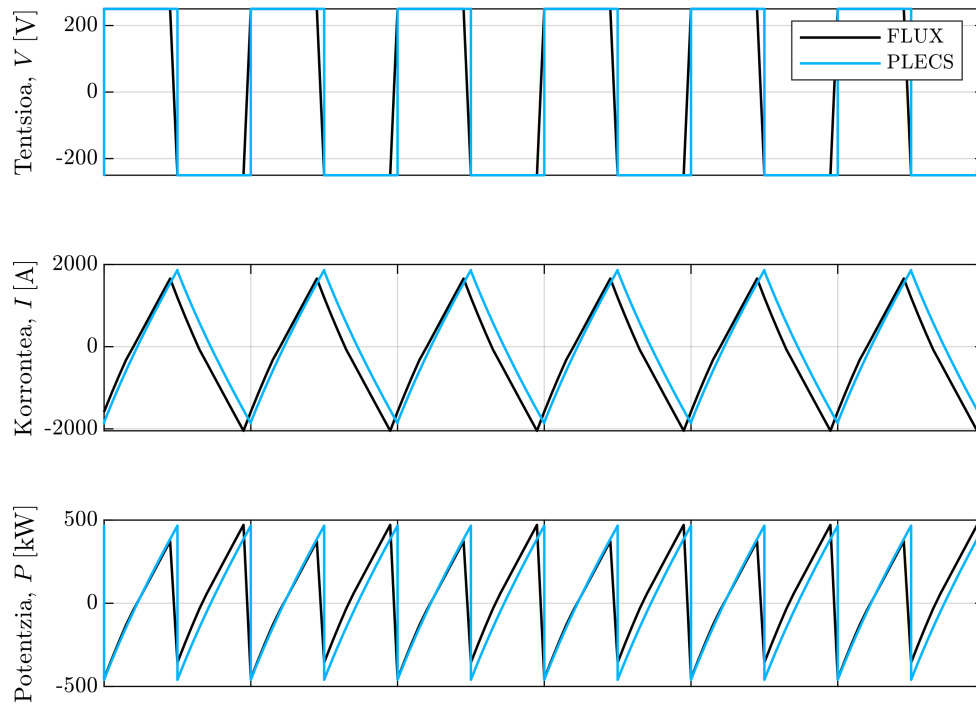 Tentsioa, V [V]
200
0
-200
FLUX
PLECS
Korrontea, I [A]
2000
0
-2000
Potentzia, P [kW]
500
0
-500